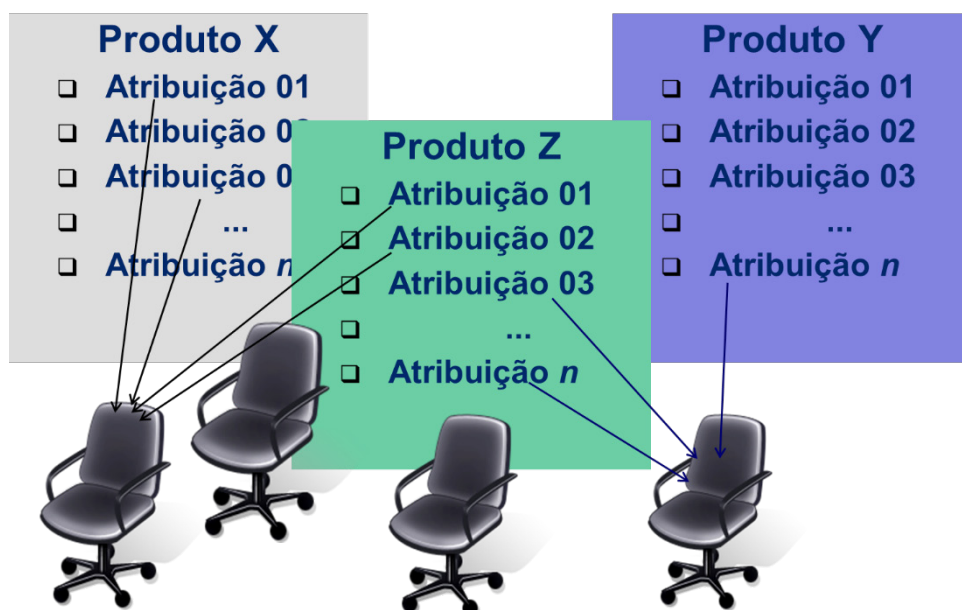 Produto X
Atribuição 01
Atribuição
Atribuição 0
...
Atribuição n
Produto Z
Atribuição 01
Atribuição 02
Atribuição 03
...
Atribuição n
Produto Y
Atribuição 01
Atribuição 02
Atribuição 03
...
Atribuição n